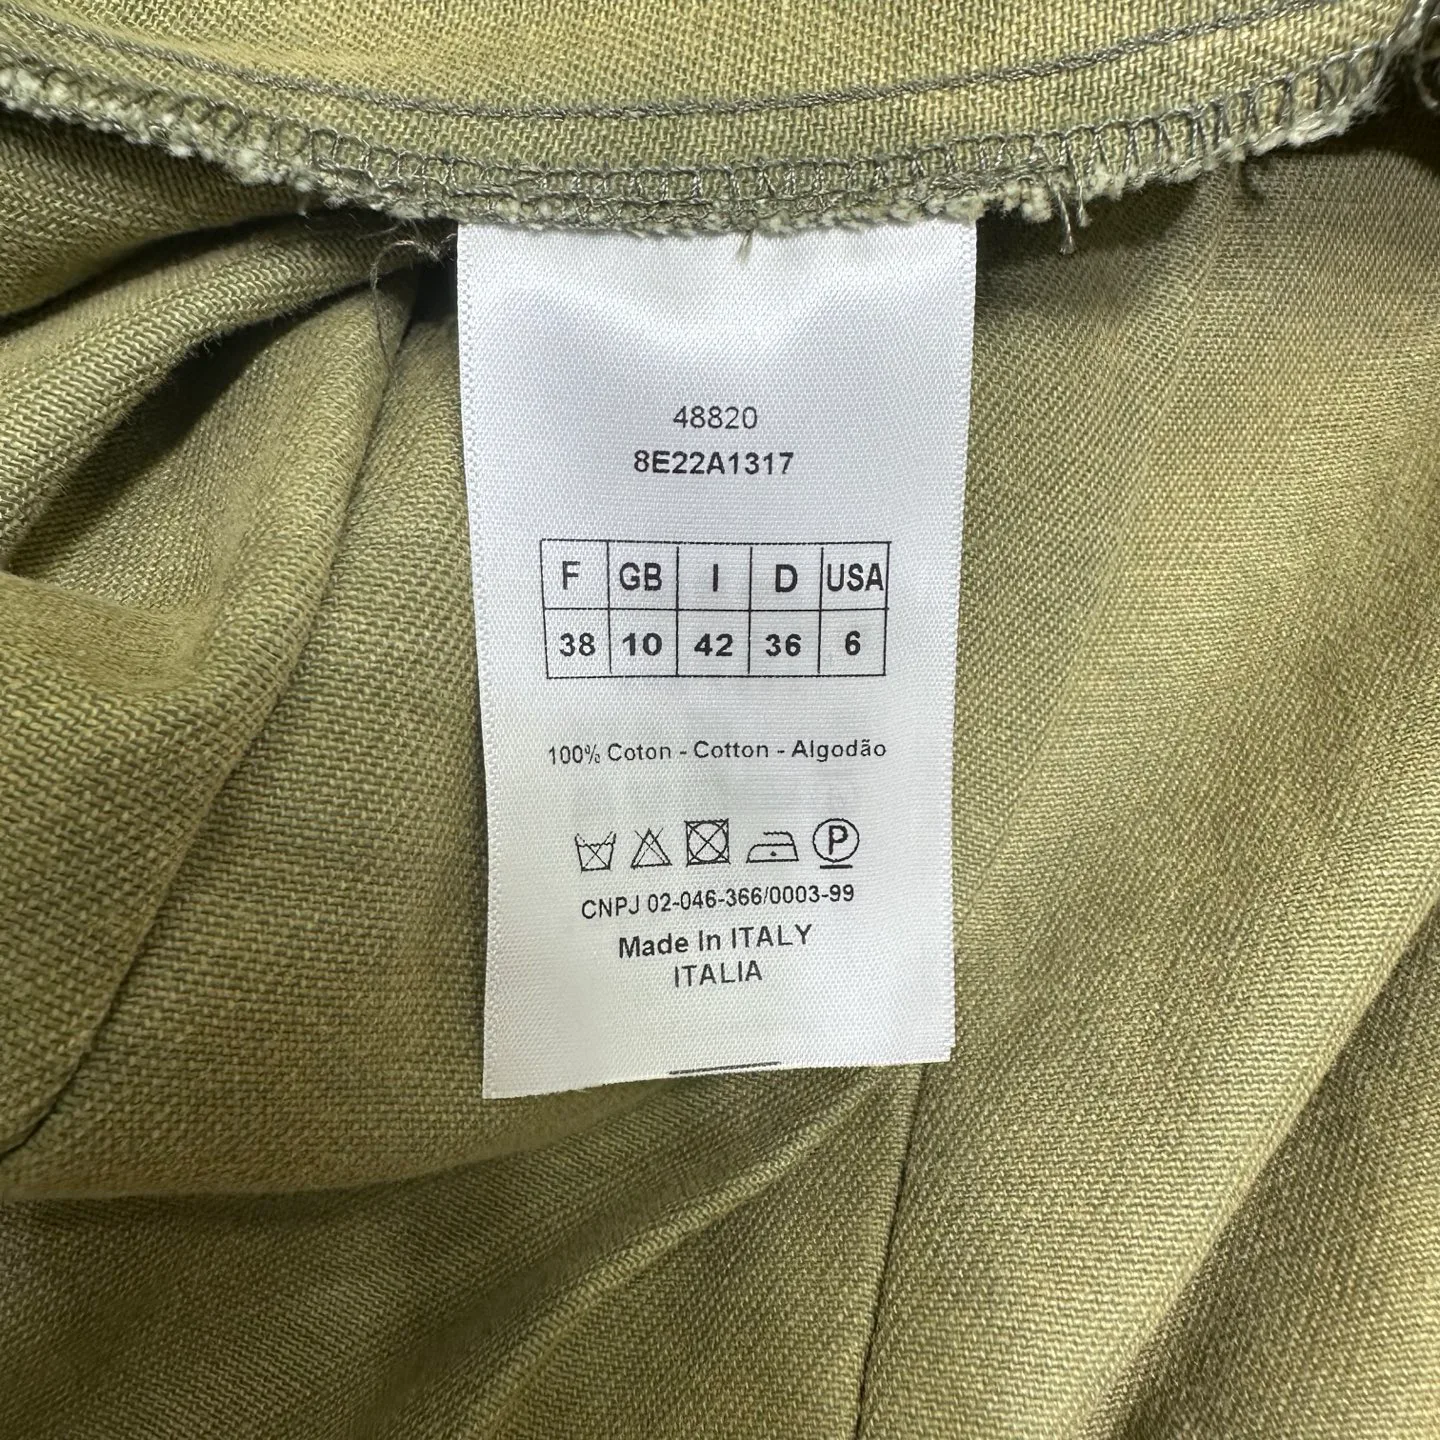 48820
8E22A1317
F GB I D USA
38 10 42 36 6
100% Coton - Cotton - Algodão
P
CNPJ 02-046-366/0003-99
Made In ITALY
ITALIA